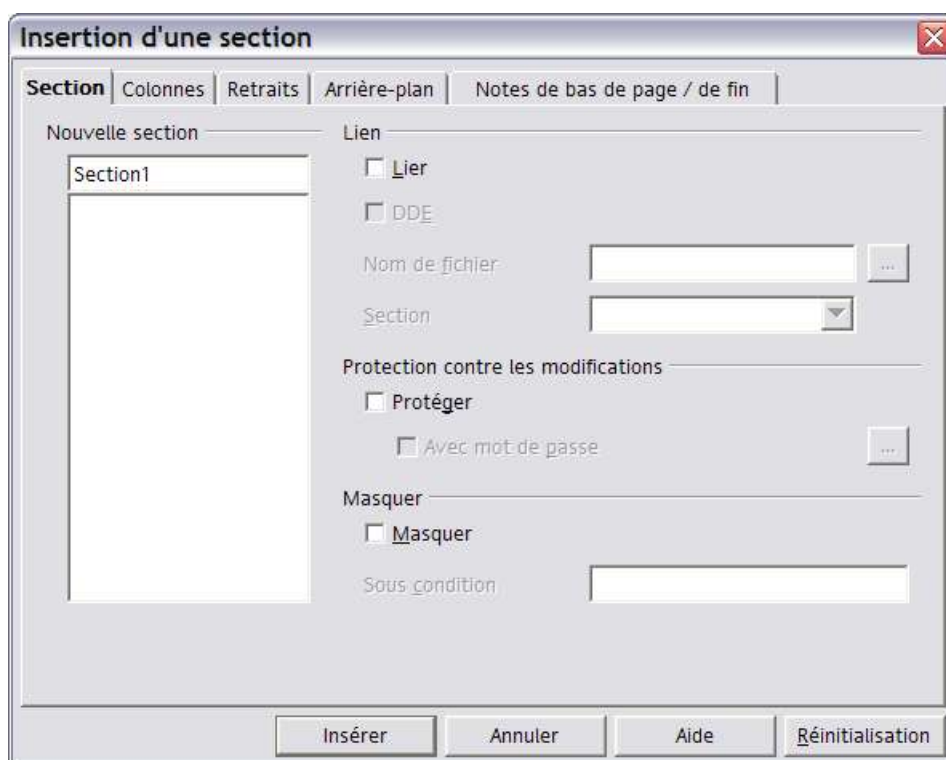 Insertion d'une section
Section Colonnes Retraits Arrière-plan Notes de bas de page / de fin
Nouvelle section
Section1
Lien
Lier
DDE
Nom de fichier ...
Section
Protection contre les modifications
Protéger
Avec mot de passe ...
Masquer
Masquer
Sous condition
Insérer Annuler Aide Réinitialisation